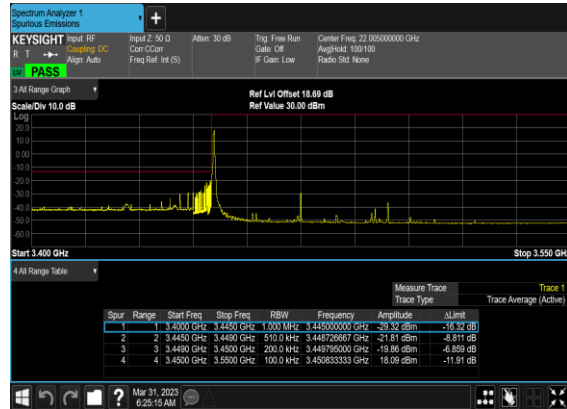 Spectrum Analyzer 1
Spurious Emissions
KEYSIGHT Input: RF Input Z: 50 Ω Atten: 30 dB Trig: Free Run Center Freq: 22.005000000 GHz
R T Coupling: DC Corr CCorr Gate: Off Avg|Hold: 100/100
Align: Auto Freq Ref: Int (S) IF Gain: Low Radio Std: None
PASS
3 All Range Graph
Ref Lvl Offset 18.69 dB
Scale/Div 10.0 dB Ref Value 30.00 dBm
Log
20.0
10.0
0.00
-10.0
-20.0
-30.0
-40.0
-50.0
-60.0
Start 3.400 GHz Stop 3.550 GHz
4 All Range Table
Measure Trace Trace 1
Trace Type Trace Average (Active)
Spur Range Start Freq Stop Freq RBW Frequency Amplitude ΔLimit
1 1 3.4000 GHz 3.4450 GHz 1.000 MHz 3.445000000 GHz -29.32 dBm -16.32 dB
2 2 3.4450 GHz 3.4490 GHz 510.0 kHz 3.448726667 GHz -21.81 dBm -8.811 dB
3 3 3.4490 GHz 3.4500 GHz 200.0 kHz 3.449795000 GHz -19.86 dBm -6.859 dB
4 4 3.4500 GHz 3.5500 GHz 100.0 kHz 3.450833333 GHz 18.09 dBm -11.91 dB
? Mar 31, 2023
6:25:15 AM